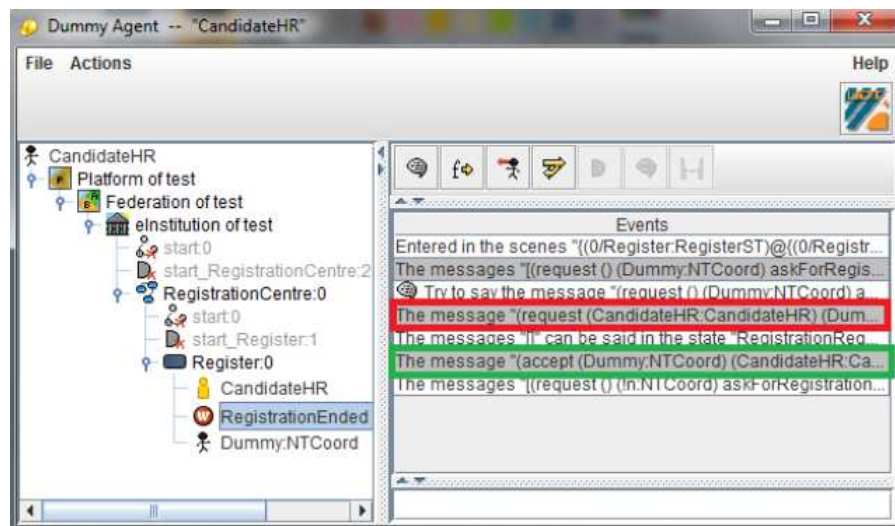 Dummy Agent -- "CandidateHR"
File Actions Help
CandidateHR
Platform of test
Federation of test
eInstitution of test
start:0
start_RegistrationCentre:2
RegistrationCentre:0
start:0
start_Register:1
Register:0
CandidateHR
RegistrationEnded
Dummy:NTCoord
Events
Entered in the scenes "{(0/Register:RegisterST)@{(0/Registr...
The messages "[(request () (Dummy:NTCoord) askForRegis...
Try to say the message "(request () (Dummy:NTCoord) a...
The message "(request (CandidateHR:CandidateHR) (Dum...
The messages "[]" can be said in the state "RegistrationReq...
The message "(accept (Dummy:NTCoord) (CandidateHR:Ca...
The messages "[(request () (!n:NTCoord) askForRegistration...